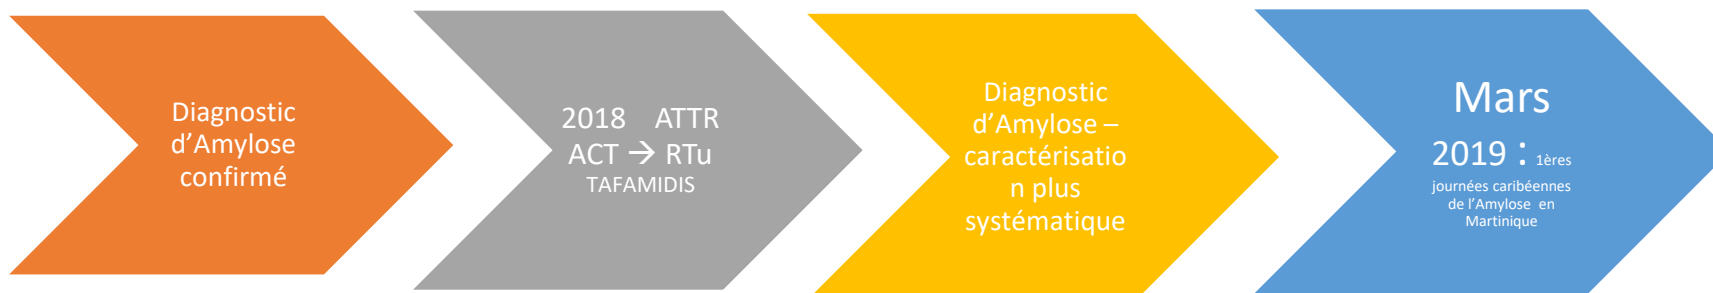 Diagnostic
d’Amylose
confirmé
2018 ATTR
ACT → RTu
TAFAMIDIS
Diagnostic
d’Amylose –
caractérisatio
n plus
systématique
Mars
2019 : 1ères
journées caribéennes
de l’Amylose en
Martinique